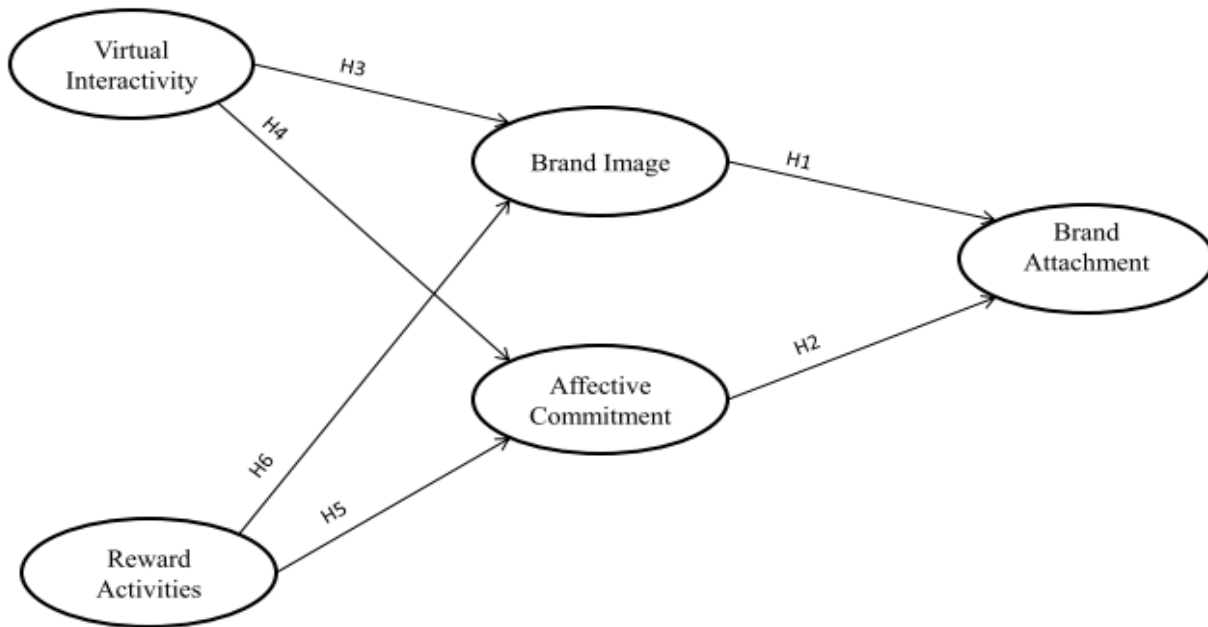 Virtual
Interactivity
H3
H4
Brand Image
H1
Brand
Attachment
H2
Affective
Commitment
H6
H5
Reward
Activities